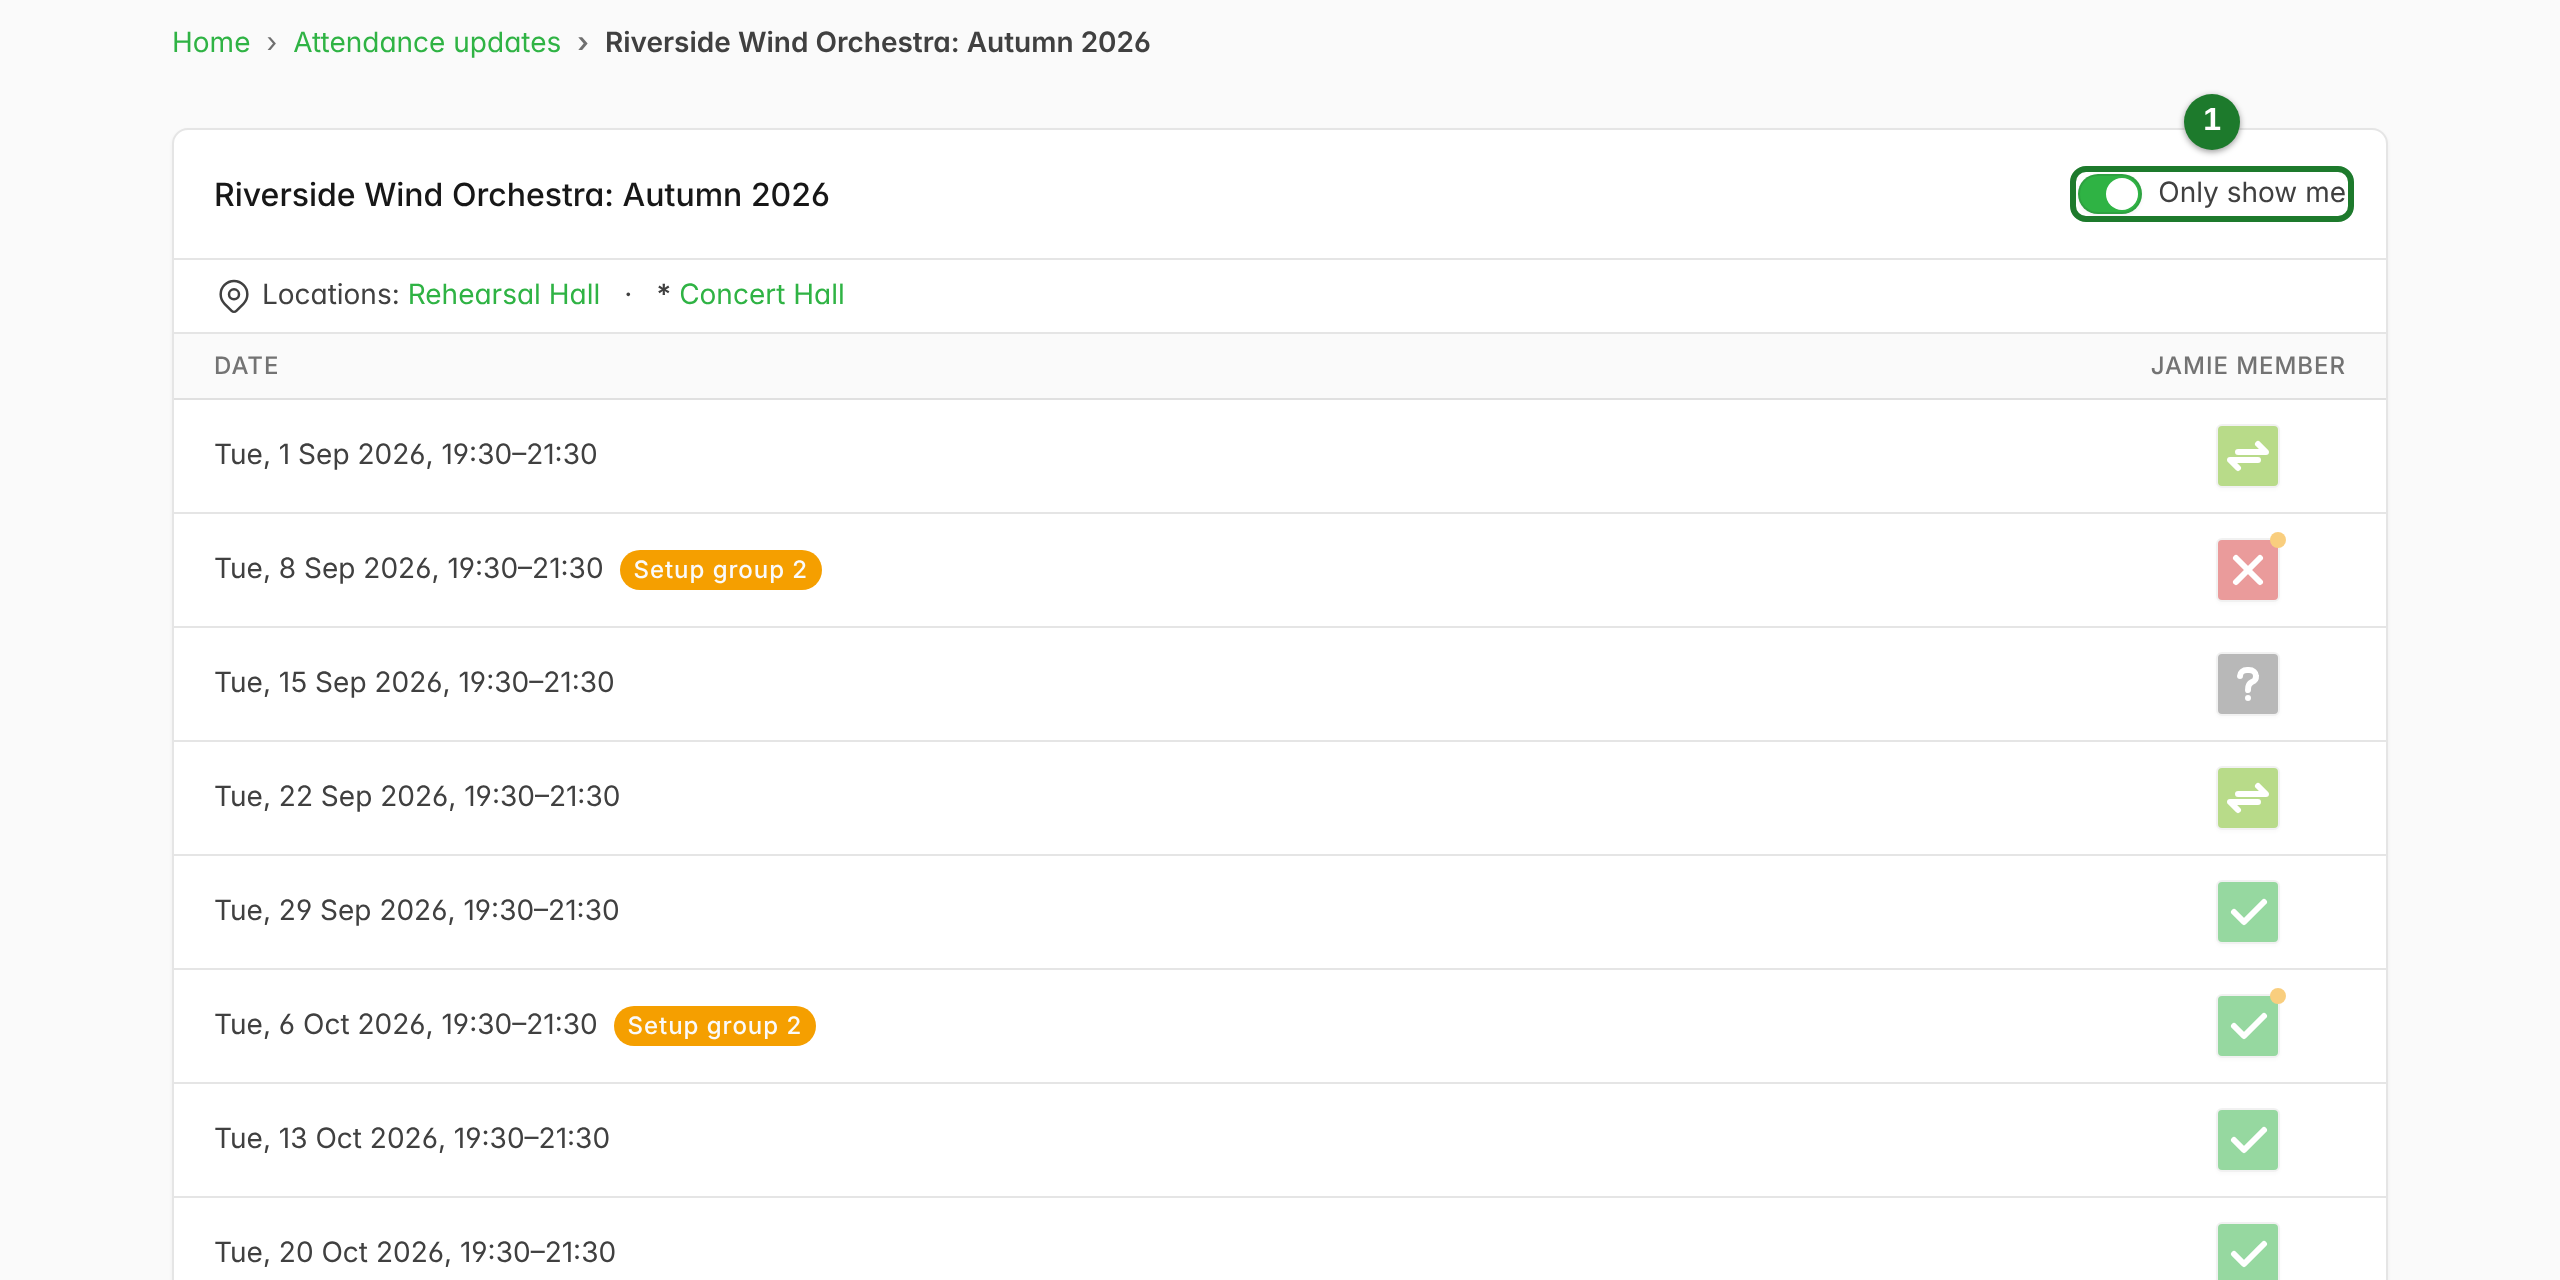 Home › Attendance updates › Riverside Wind Orchestra: Autumn 2026
1
Riverside Wind Orchestra: Autumn 2026
Only show me
Locations: Rehearsal Hall · * Concert Hall
DATE JAMIE MEMBER
Tue, 1 Sep 2026, 19:30–21:30
Tue, 8 Sep 2026, 19:30–21:30 Setup group 2
Tue, 15 Sep 2026, 19:30–21:30
?
Tue, 22 Sep 2026, 19:30–21:30
Tue, 29 Sep 2026, 19:30–21:30
Tue, 6 Oct 2026, 19:30–21:30 Setup group 2
Tue, 13 Oct 2026, 19:30–21:30
Tue, 20 Oct 2026, 19:30–21:30